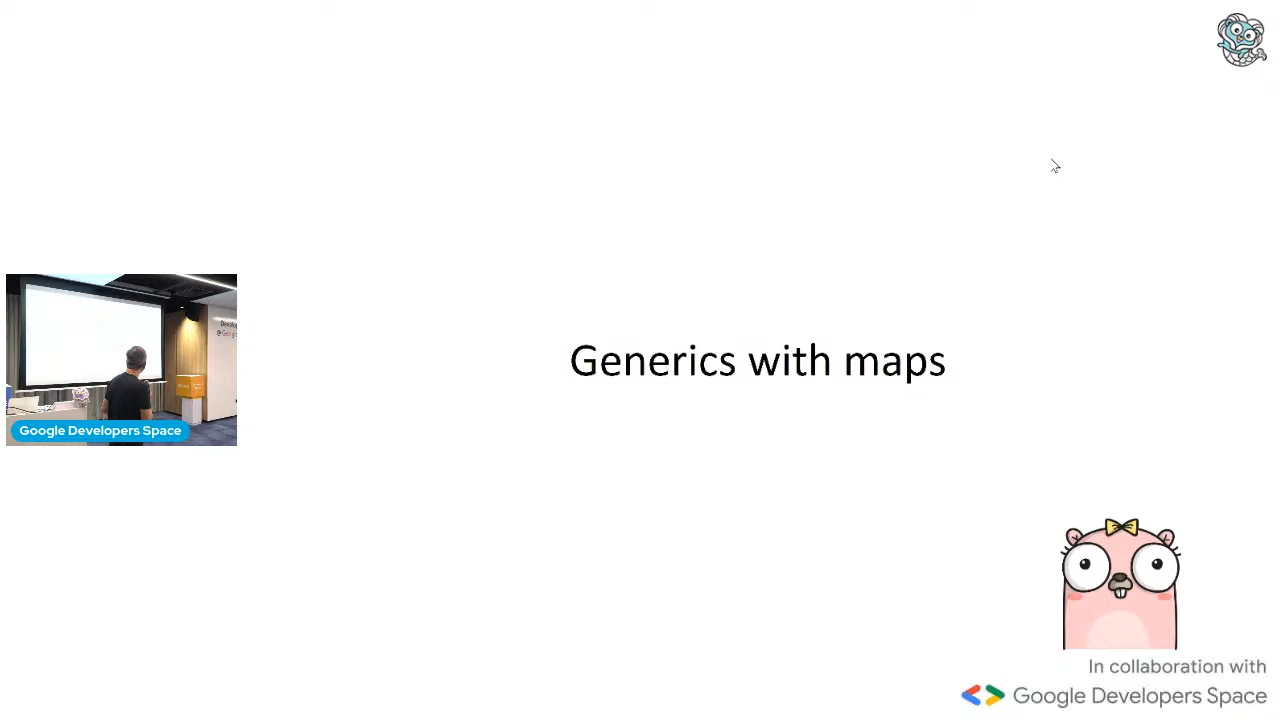 Generics with maps
Google Developers Space
In collaboration with
Google Developers Space